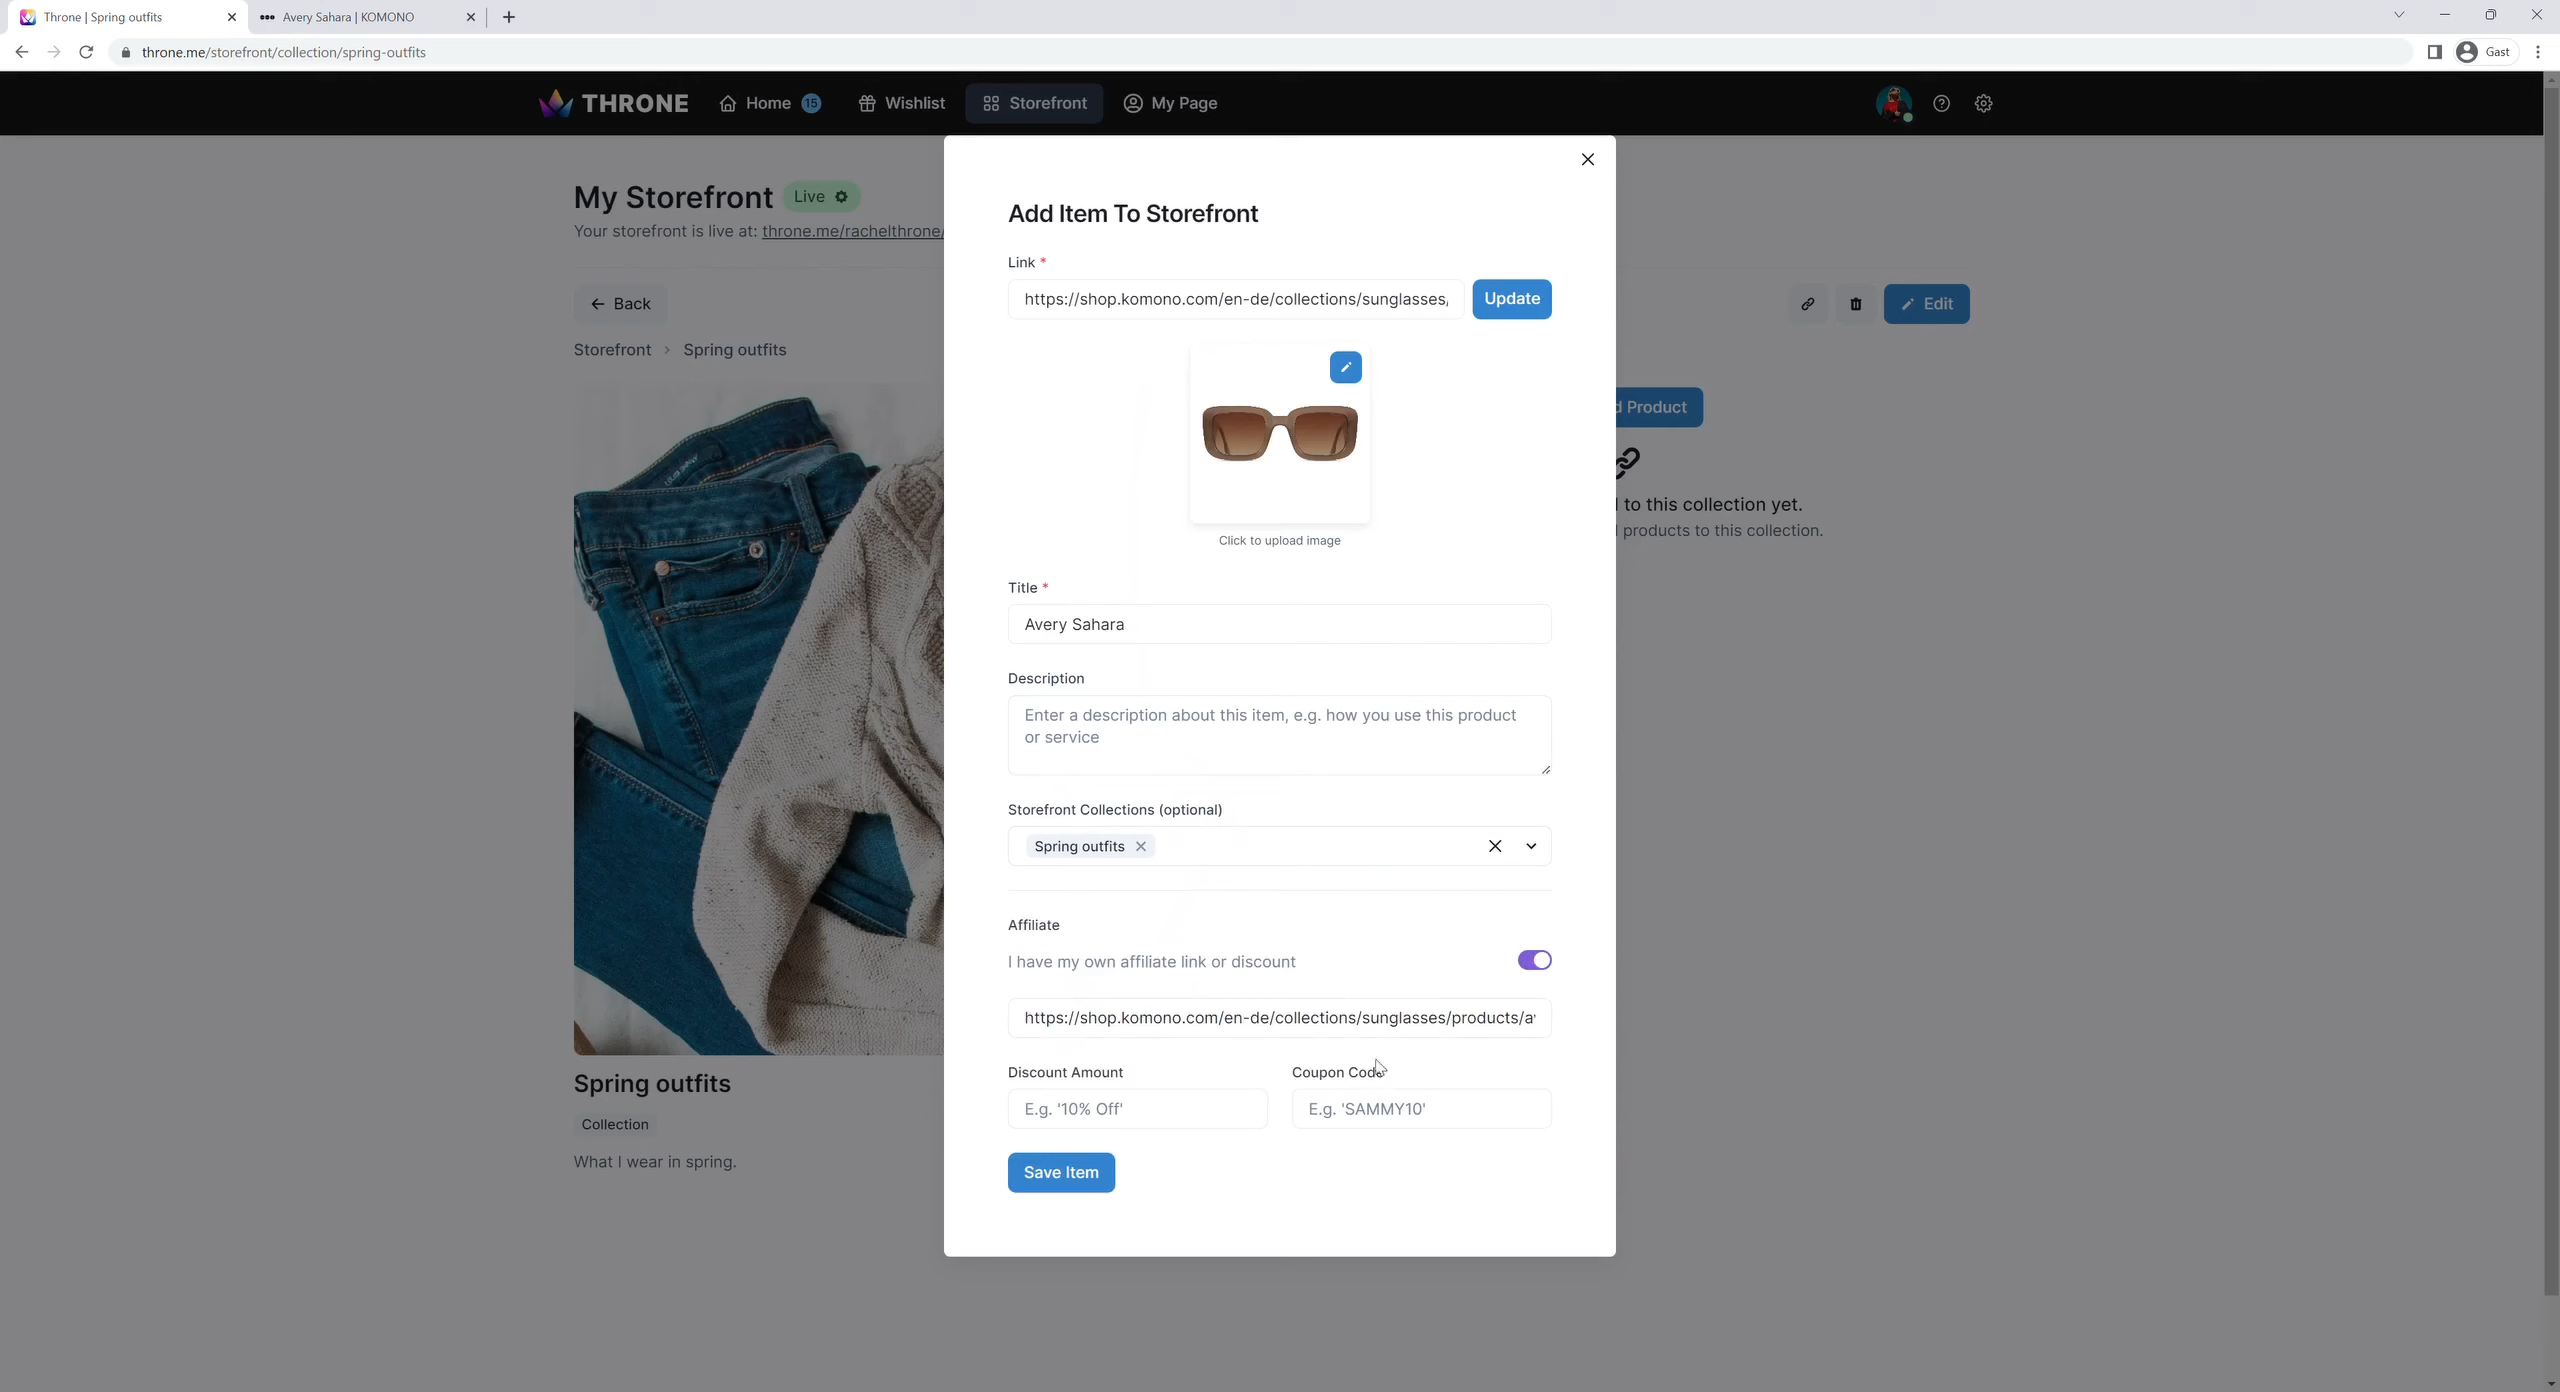 Throne | Spring outfits
Avery Sahara | KOMONO
throne.me/storefront/collection/spring-outfits
Gast
THRONE
Home 15
Wishlist
Storefront
My Page
My Storefront
Live
Your storefront is live at: throne.me/rachelthrone/
Back
Edit
Storefront > Spring outfits
Product
to this collection yet.
products to this collection.
Spring outfits
Collection
What I wear in spring.
Add Item To Storefront
Link *
https://shop.komono.com/en-de/collections/sunglasses,
Update
Click to upload image
Title *
Avery Sahara
Description
Enter a description about this item, e.g. how you use this product
or service
Storefront Collections (optional)
Spring outfits
Affiliate
I have my own affiliate link or discount
https://shop.komono.com/en-de/collections/sunglasses/products/a
Discount Amount
Coupon Code
E.g. '10% Off'
E.g. 'SAMMY10'
Save Item